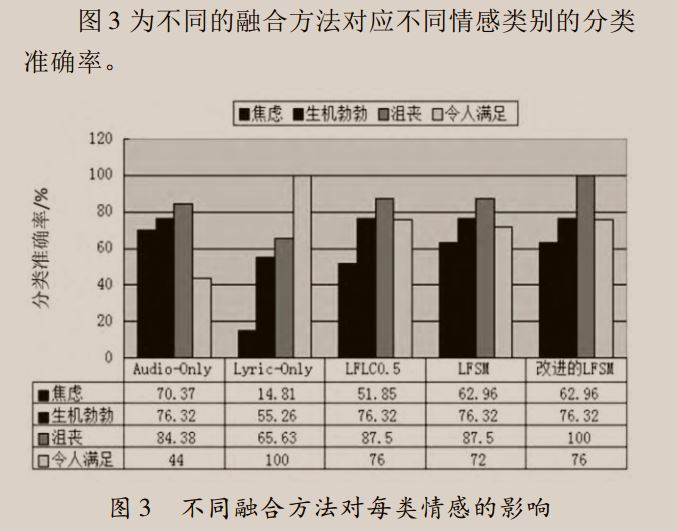 图 3 为不同的融合方法对应不同情感类别的分类
准确率。
■焦虑 ■生机勃勃 ■沮丧 □令人满足
分类准确率/%
120
100
80
60
40
20
0
Audio-Only Lyric-Only LFLC0.5 LFSM 改进的LFSM
■焦虑 70.37 14.81 51.85 62.96 62.96
■生机勃勃 76.32 55.26 76.32 76.32 76.32
■沮丧 84.38 65.63 87.5 87.5 100
□令人满足 44 100 76 72 76
图 3 不同融合方法对每类情感的影响